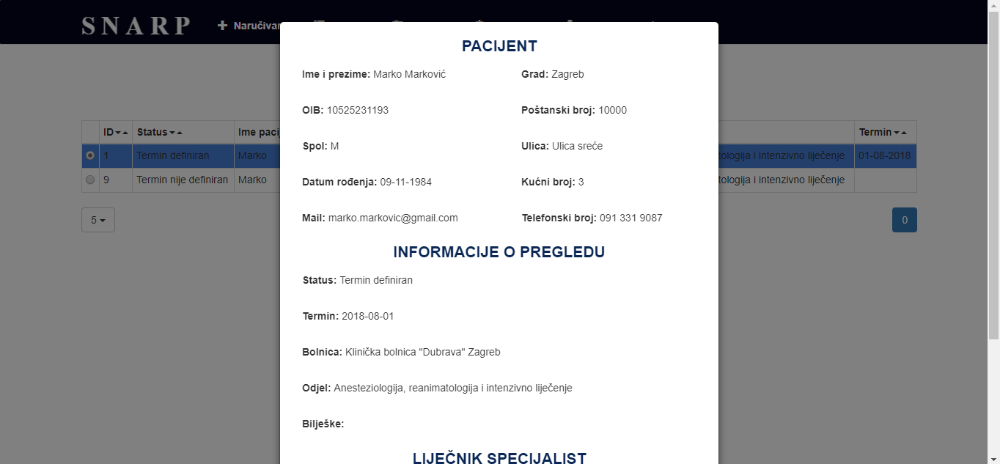 SNARP
Naručivan
PACIJENT
Ime i prezime: Marko Marković
Grad: Zagreb
OIB: 10525231193
Poštanski broj: 10000
Spol: M
Ulica: Ulica sreće
Datum rođenja: 09-11-1984
Kućni broj: 3
Mail: marko.markovic@gmail.com
Telefonski broj: 091 331 9087
INFORMACIJE O PREGLEDU
Status: Termin definiran
Termin: 2018-08-01
Bolnica: Klinička bolnica "Dubrava" Zagreb
Odjel: Anesteziologija, reanimatologija i intenzivno liječenje
Bilješke:
LIJEČNIK SPECIJALIST
ID Status Ime pacij Termin
1 Termin definiran Marko tologija i intenzivno liječenje 01-08-2018
9 Termin nije definiran Marko tologija i intenzivno liječenje
5
0